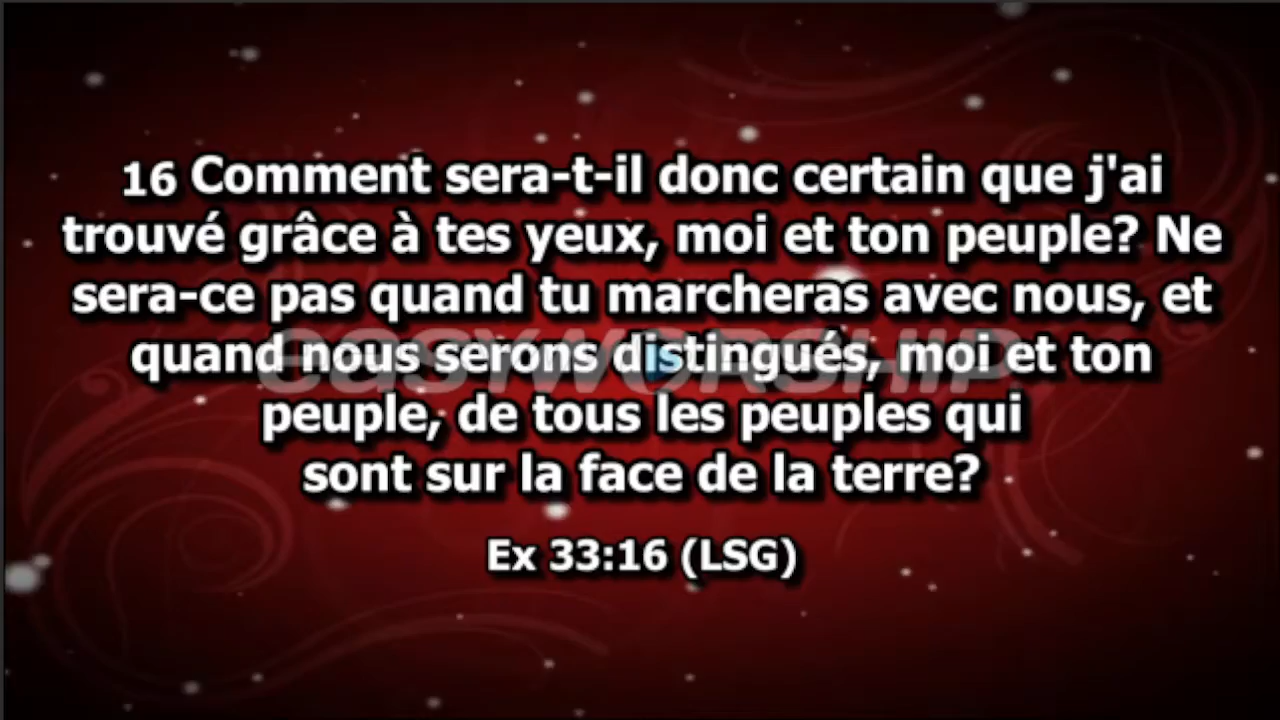 16 Comment sera-t-il donc certain que j'ai
trouvé grâce à tes yeux, moi et ton peuple? Ne
sera-ce pas quand tu marcheras avec nous, et
quand nous serons distingués, moi et ton
peuple, de tous les peuples qui
sont sur la face de la terre?
Ex 33:16 (LSG)
easyworship